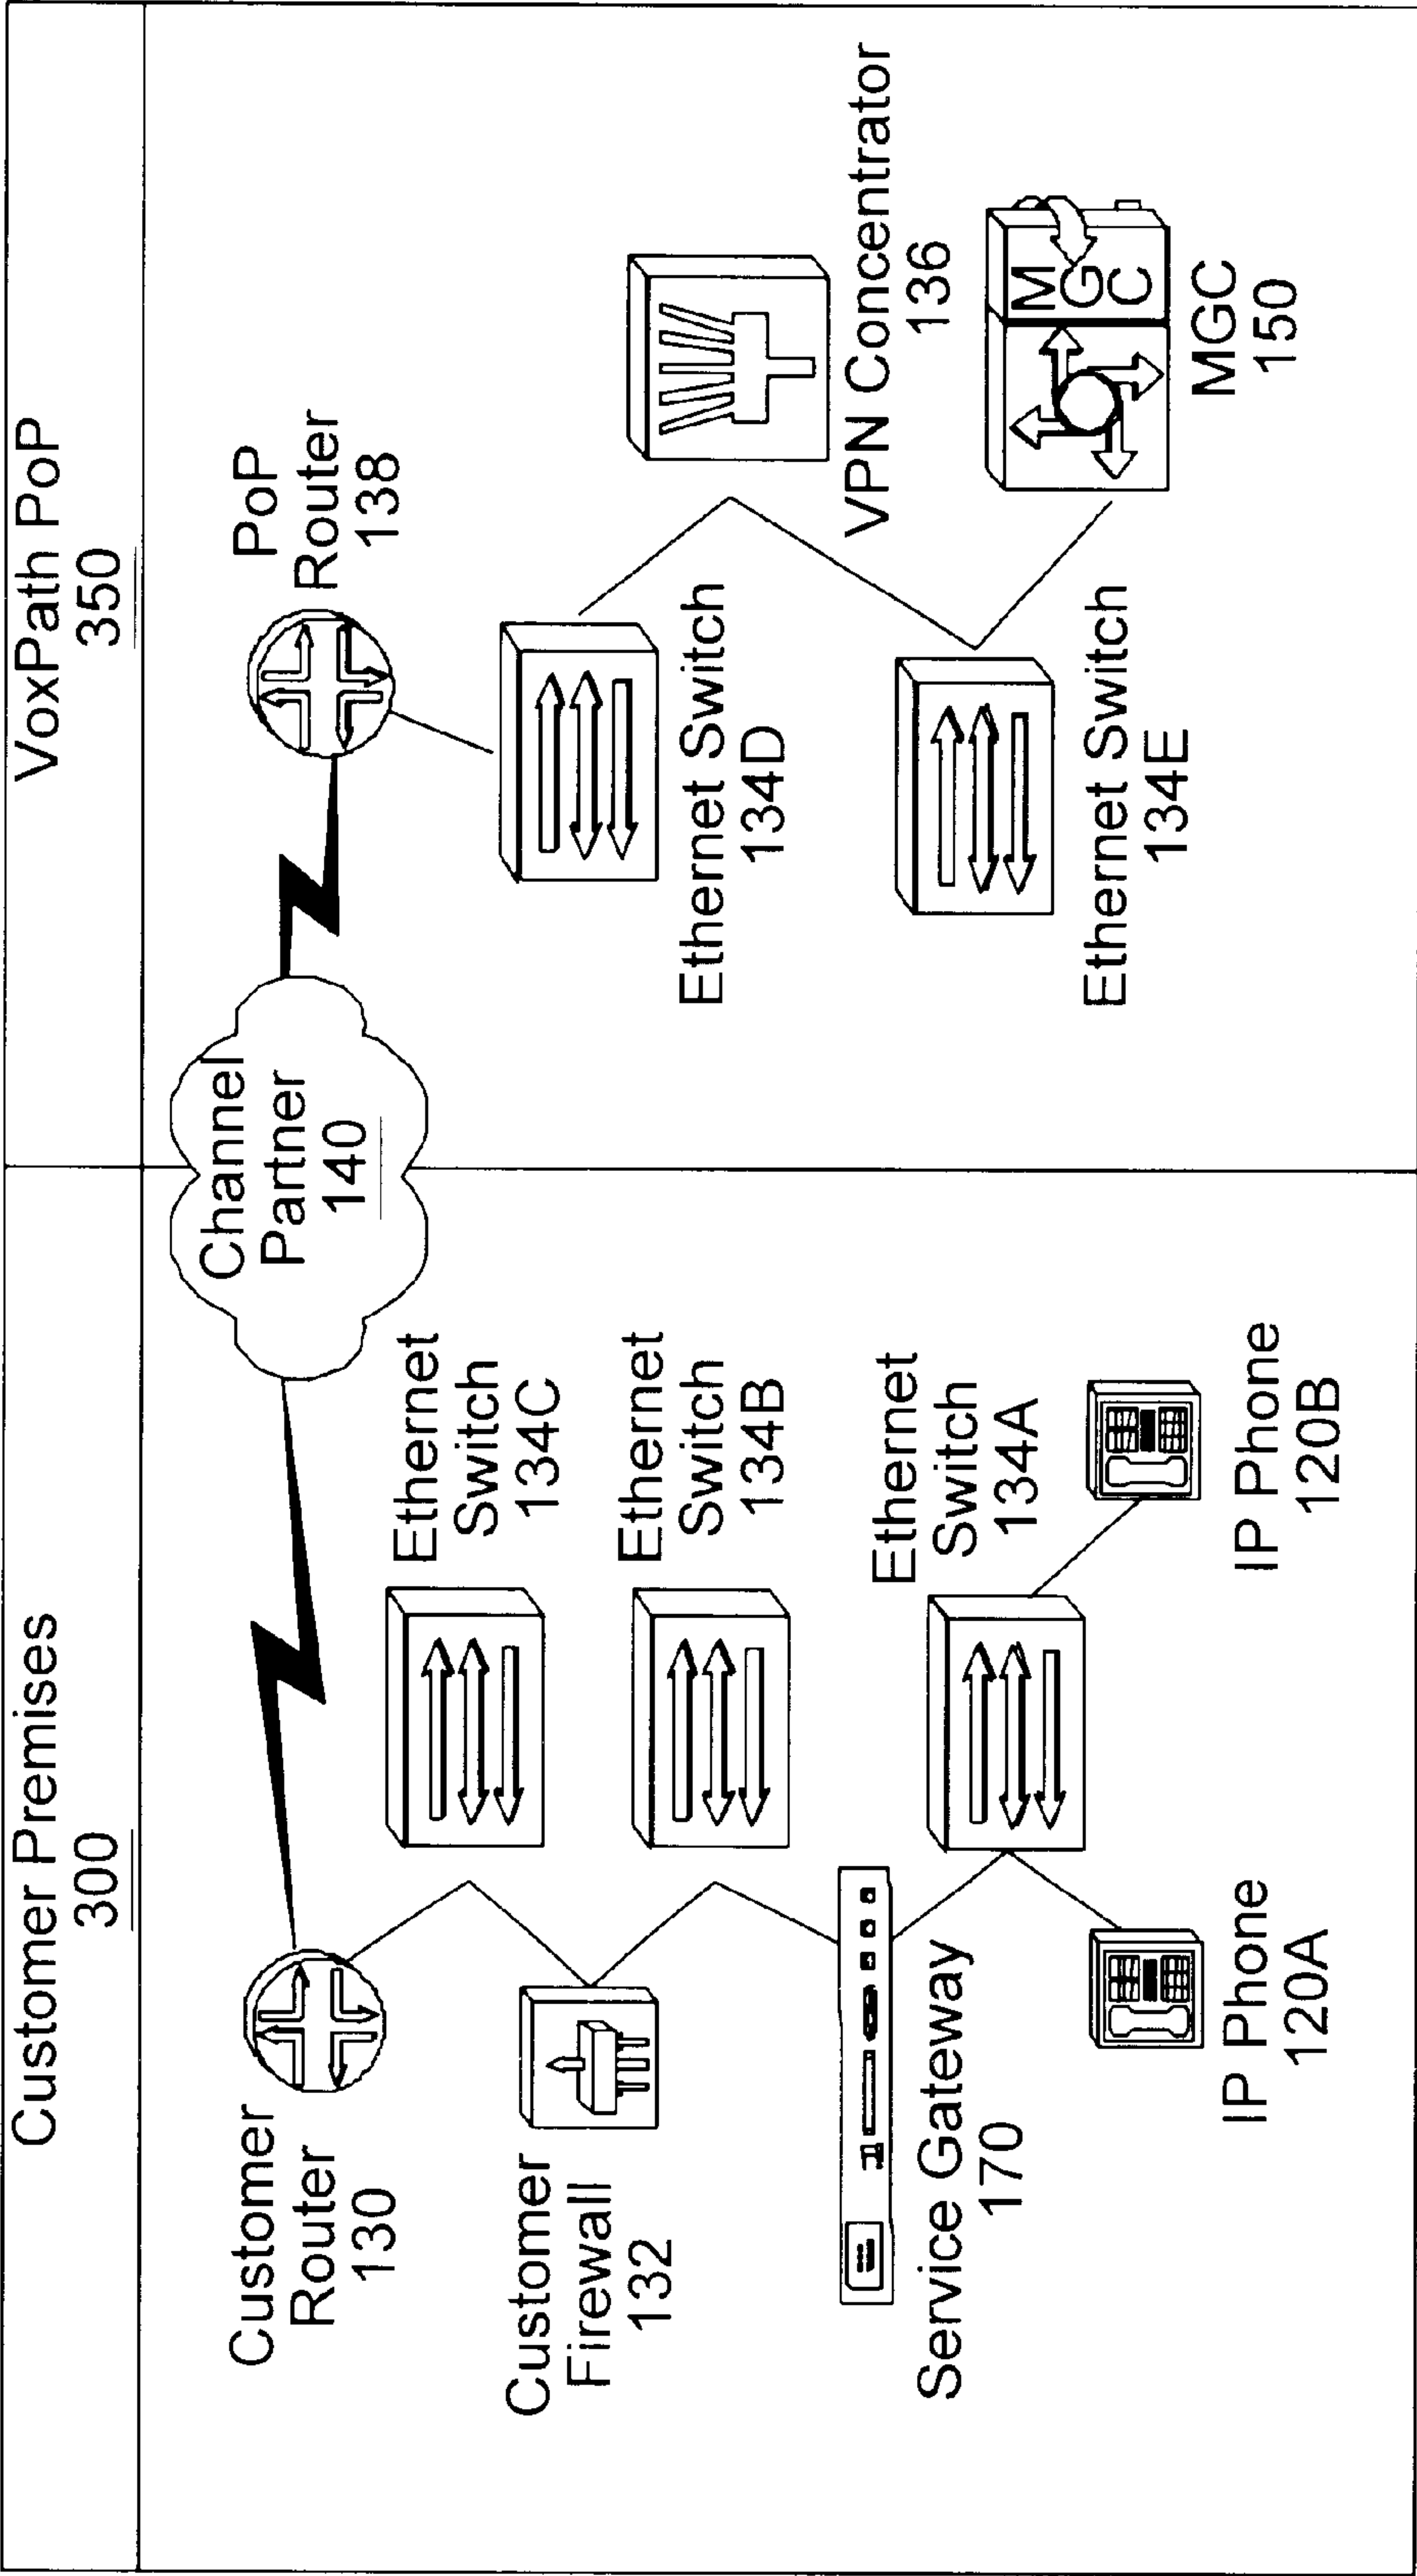 Customer Premises
300
VoxPath PoP
350
Customer
Router
130
Channel
Partner
140
PoP
Router
138
Ethernet
Switch
134C
Customer
Firewall
132
Ethernet
Switch
134B
Ethernet Switch
134D
VPN Concentrator
136
Service Gateway
170
Ethernet
Switch
134A
Ethernet Switch
134E
M
G
C
MGC
150
IP Phone
120A
IP Phone
120B